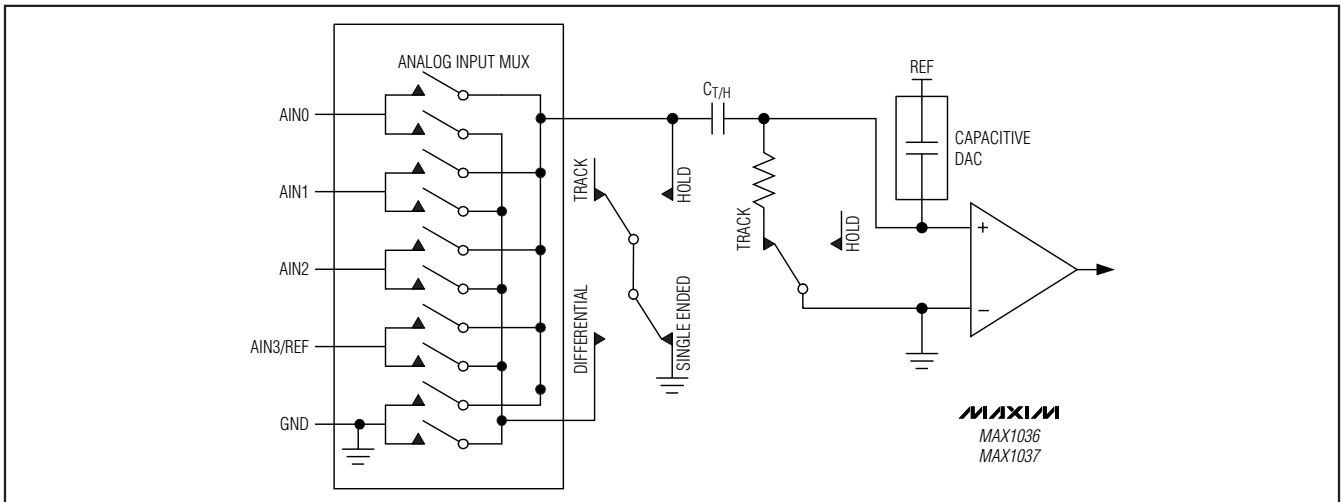 ANALOG INPUT MUX
AIN0
AIN1
AIN2
AIN3/REF
GND
TRACK
HOLD
DIFFERENTIAL
SINGLE ENDED
CT/H
TRACK
HOLD
REF
CAPACITIVE
DAC
+
−
MAXIM
MAX1036
MAX1037